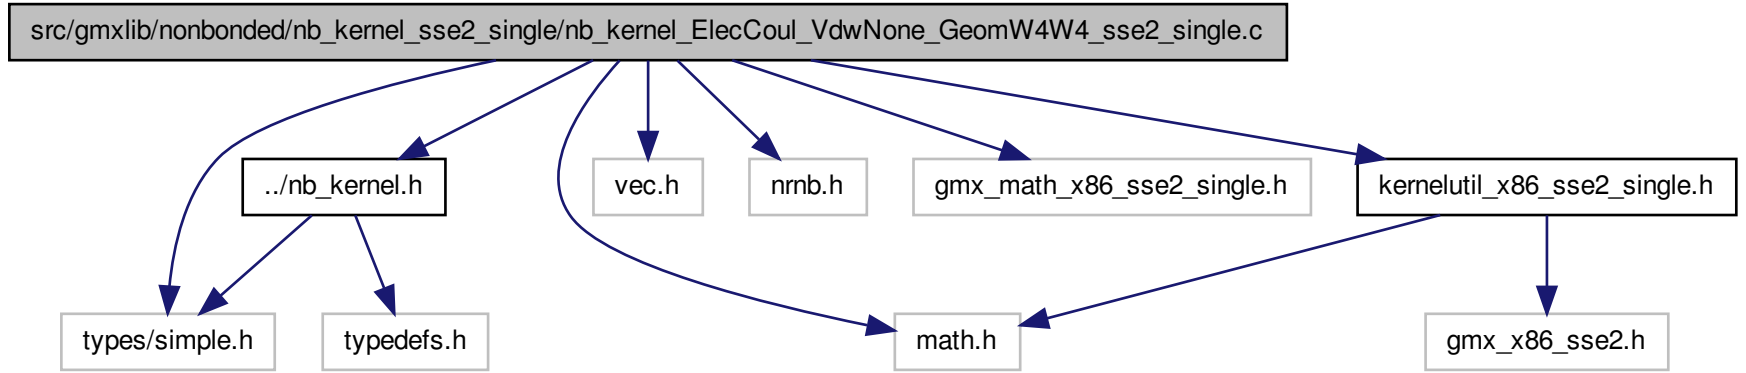 src/gmxlib/nonbonded/nb_kernel_sse2_single/nb_kernel_ElecCoul_VdwNone_GeomW4W4_sse2_single.c
../nb_kernel.h
vec.h
nrnb.h
gmx_math_x86_sse2_single.h
kernelutil_x86_sse2_single.h
types/simple.h
typedefs.h
math.h
gmx_x86_sse2.h